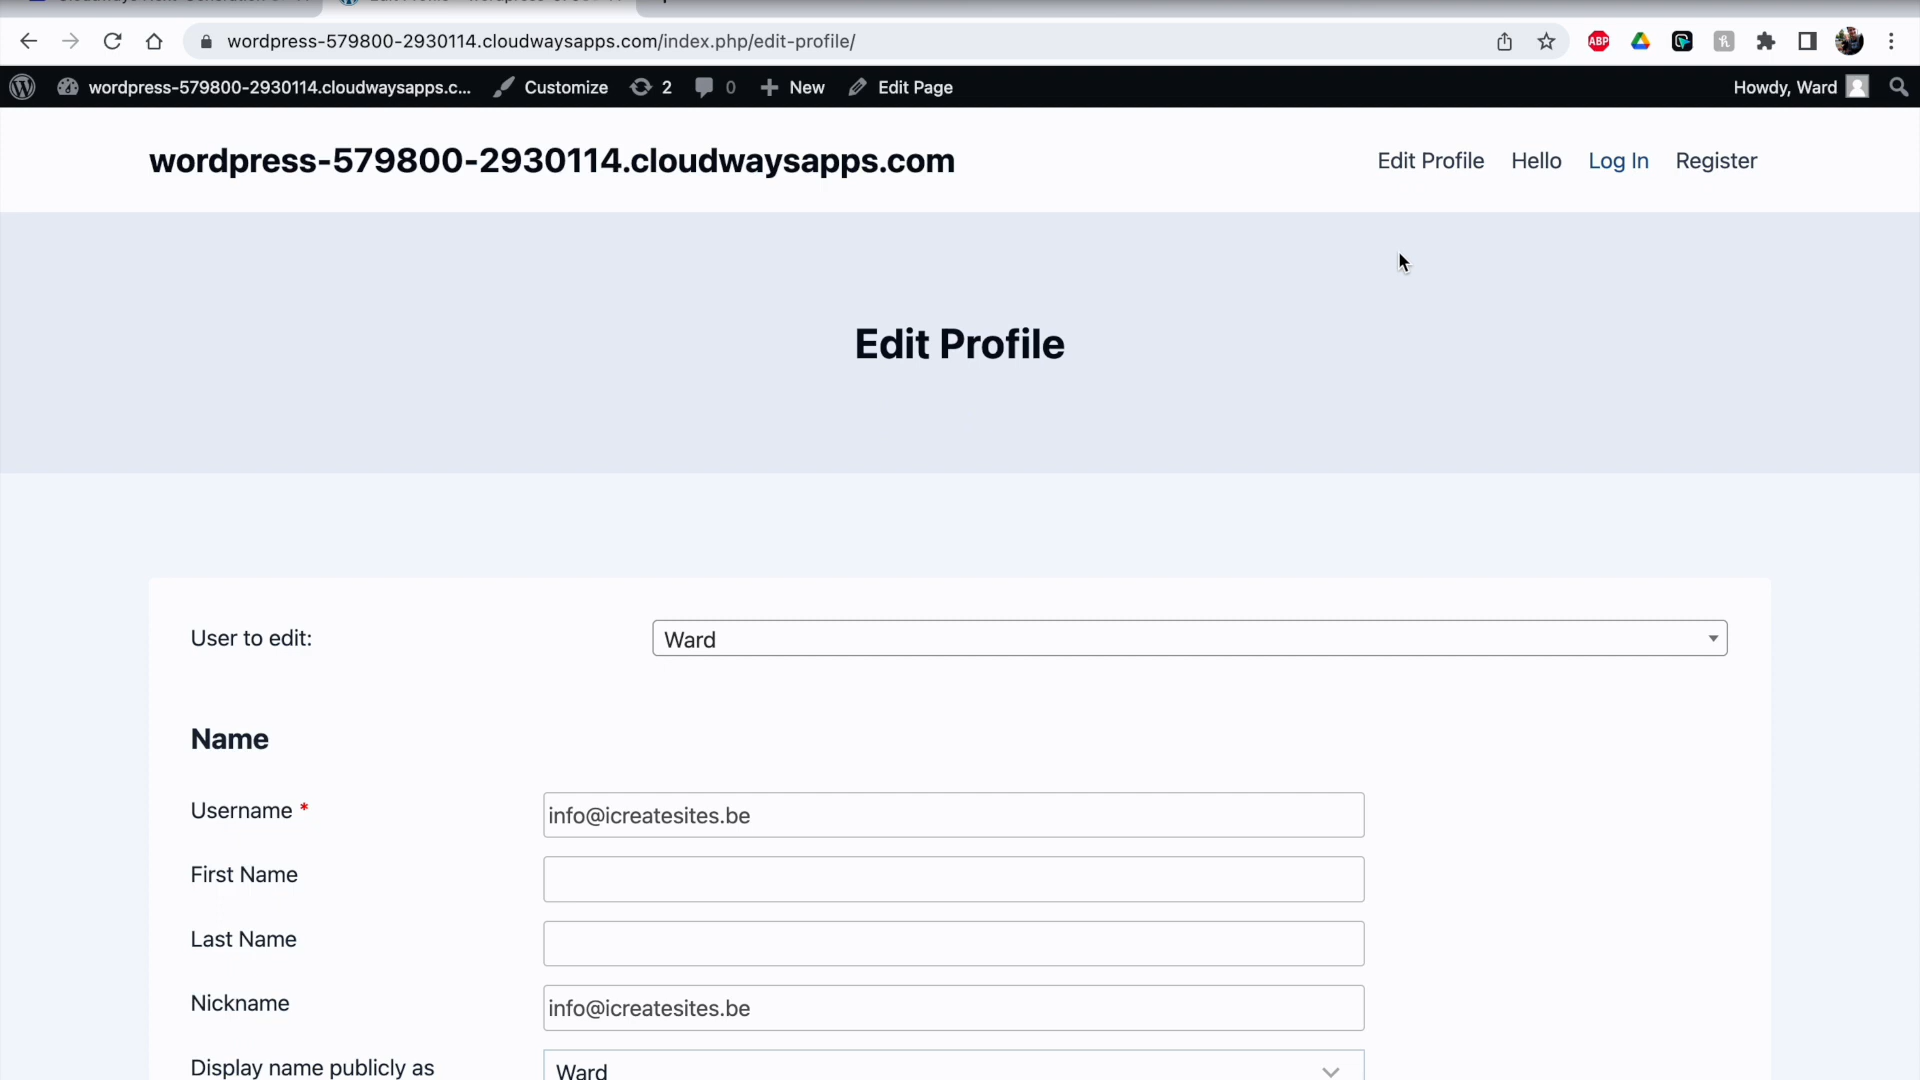 wordpress-579800-2930114.cloudwaysapps.com/index.php/edit-profile/
ABP
wordpress-579800-2930114.cloudwaysapps.c... Customize 2 0 New Edit Page Howdy, Ward
wordpress-579800-2930114.cloudwaysapps.com
Edit Profile Hello Log In Register
Edit Profile
User to edit: Ward
Name
Username * info@icreatesites.be
First Name
Last Name
Nickname info@icreatesites.be
Display name publicly as Ward